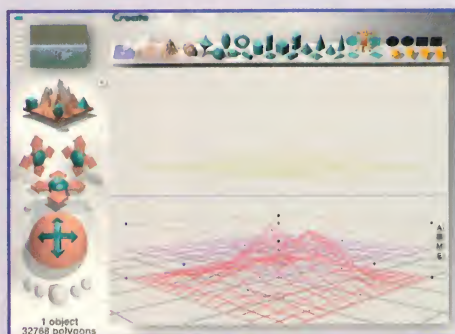 Create
A
M
E
1 object
32768 polygons